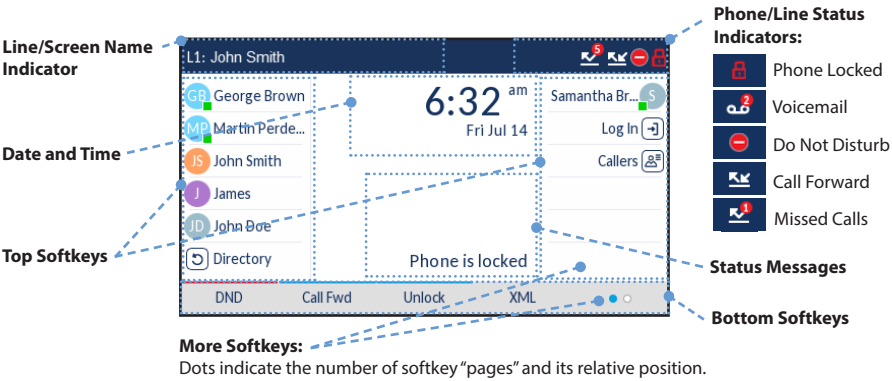 Phone/Line Status
Indicators:
Line/Screen Name
Indicator
L1: John Smith
5
Phone Locked
GB George Brown
6:32 am
Samantha Br... S
2
Voicemail
MP Martin Perde...
Fri Jul 14
Log In
Do Not Disturb
Date and Time
JS John Smith
Callers
Call Forward
J James
1
Missed Calls
JD John Doe
Top Softkeys
Directory
Phone is locked
Status Messages
DND Call Fwd Unlock XML
Bottom Softkeys
More Softkeys:
Dots indicate the number of softkey “pages” and its relative position.